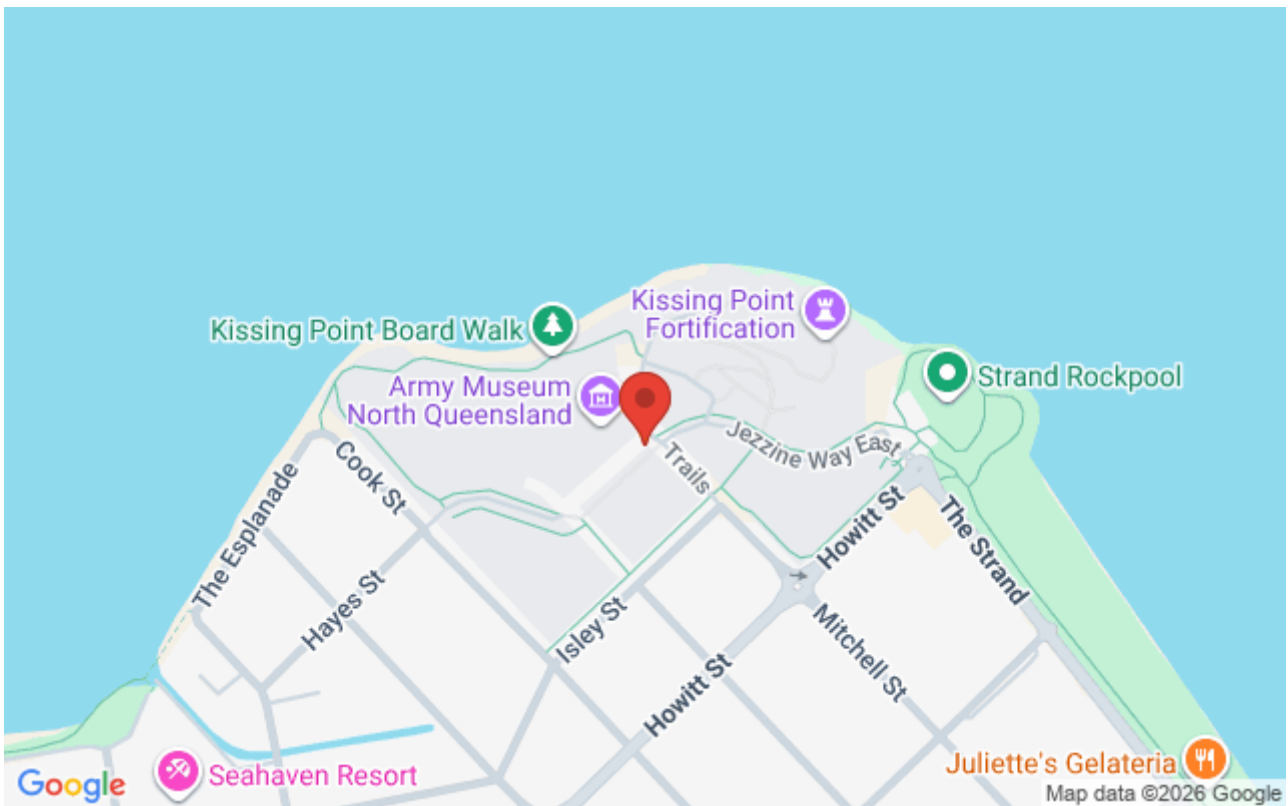 Kissing Point
Fortification
Kissing Point Board Walk
Strand Rockpool
Army Museum
North Queensland
Jezzine Way East
Trails
Cook St
The Esplanade
Howitt St
The Strand
Hayes St
Isley St
Mitchell St
Howitt St
Juliette's Gelateria
Seahaven Resort
Google
Map data ©2026 Google